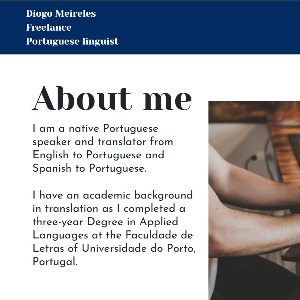 Diogo Meireles
Freelance
Portuguese linguist
About me
I am a native Portuguese
speaker and translator from
English to Portuguese and
Spanish to Portuguese.
I have an academic background
in translation as I completed a
three-year Degree in Applied
Languages at the Faculdade de
Letras of Universidade do Porto,
Portugal.